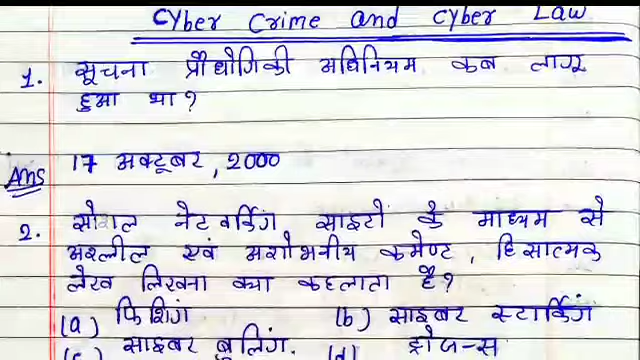 Cyber Crime and Cyber Law
1. सूचना प्रौद्योगिकी अधिनियम कब लागू
हुआ था?
Ans 17 अक्टूबर, 2000
2. सोशल नेटवर्किंग साइटों के माध्यम से
अश्लील एवं अशोभनीय कमेण्ट, हिंसात्मक
लेख लिखना क्या कहलाता है?
(a) फिशिंग (b) साइबर स्टाकिंग
(c) साइबर बुलिंग. (d)